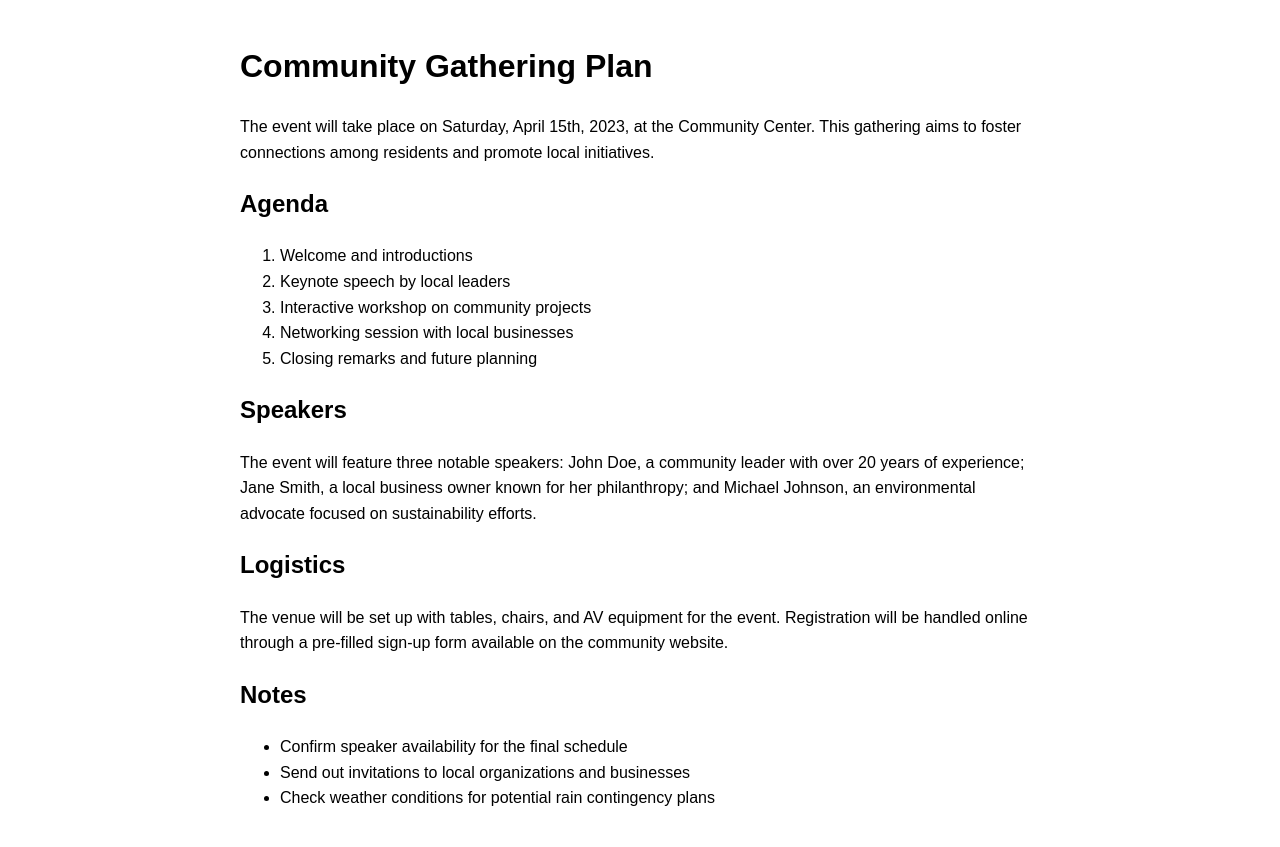 Community Gathering Plan
The event will take place on Saturday, April 15th, 2023, at the Community Center. This gathering aims to foster
connections among residents and promote local initiatives.
Agenda
1. Welcome and introductions
2. Keynote speech by local leaders
3. Interactive workshop on community projects
4. Networking session with local businesses
5. Closing remarks and future planning
Speakers
The event will feature three notable speakers: John Doe, a community leader with over 20 years of experience;
Jane Smith, a local business owner known for her philanthropy; and Michael Johnson, an environmental
advocate focused on sustainability efforts.
Logistics
The venue will be set up with tables, chairs, and AV equipment for the event. Registration will be handled online
through a pre-filled sign-up form available on the community website.
Notes
• Confirm speaker availability for the final schedule
• Send out invitations to local organizations and businesses
• Check weather conditions for potential rain contingency plans